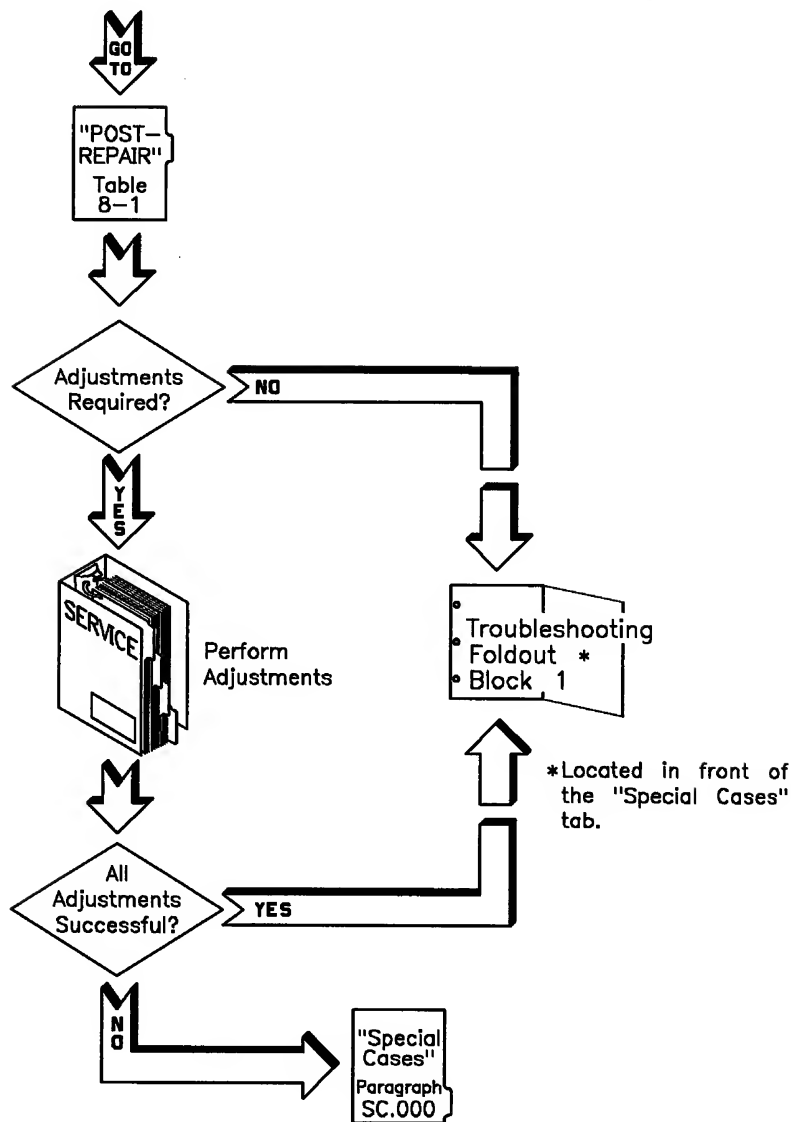 GO
TO
"POST-
REPAIR"
Table
8-1
Adjustments
Required?
NO
YES
SERVICE
Perform
Adjustments
Troubleshooting
Foldout *
Block 1
*Located in front of
the "Special Cases"
tab.
All
Adjustments
Successful?
YES
NO
"Special
Cases"
Paragraph
SC.000